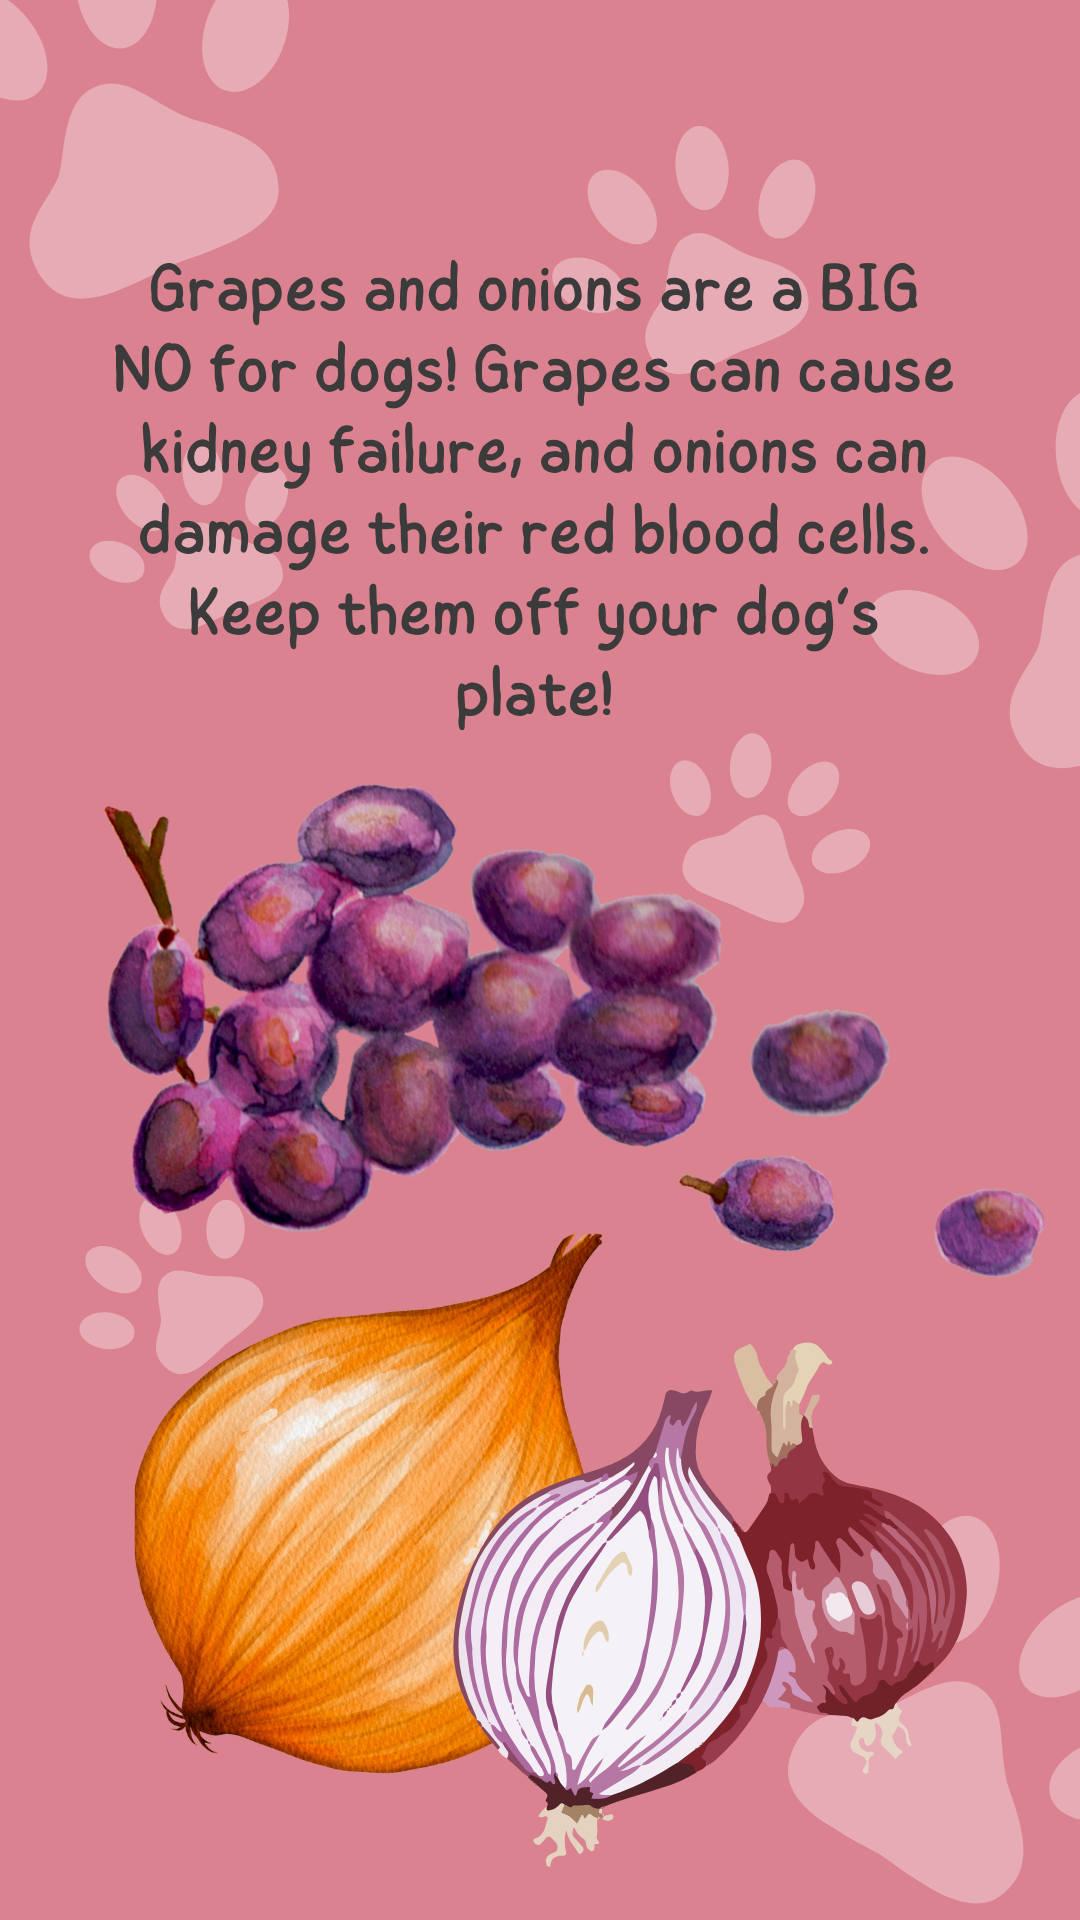 Grapes and onions are a BIG
NO for dogs! Grapes can cause
kidney failure, and onions can
damage their red blood cells.
Keep them off your dog's
plate!